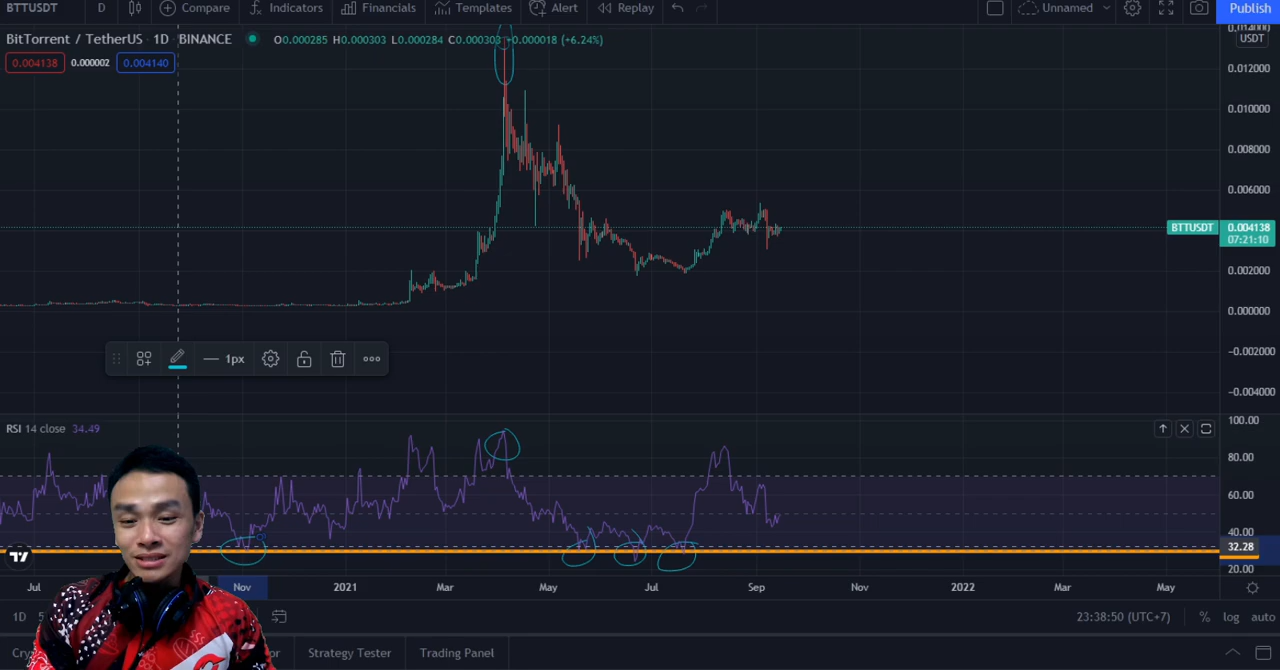 BTTUSDT D Compare Indicators Financials Templates Alert Replay Unnamed Publish
BitTorrent / TetherUS · 1D · BINANCE O0.000285 H0.000303 L0.000284 C0.000303 +0.000018 (+6.24%)
USDT
0.004138 0.000002 0.004140
0.012000
0.010000
0.008000
0.006000
BTTUSDT 0.004138
07:21:10
0.002000
0.000000
−0.002000
−0.004000
1px
RSI 14 close 34.49
100.00
80.00
60.00
40.00
32.28
20.00
Jul Nov 2021 Mar May Jul Sep Nov 2022 Mar May
1D 23:38:50 (UTC+7) % log auto
Strategy Tester Trading Panel